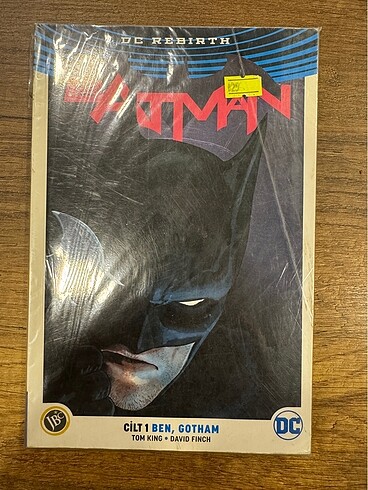 DC REBIRTH
BATMAN
JBC
CİLT 1 BEN, GOTHAM
TOM KING • DAVID FINCH
DC